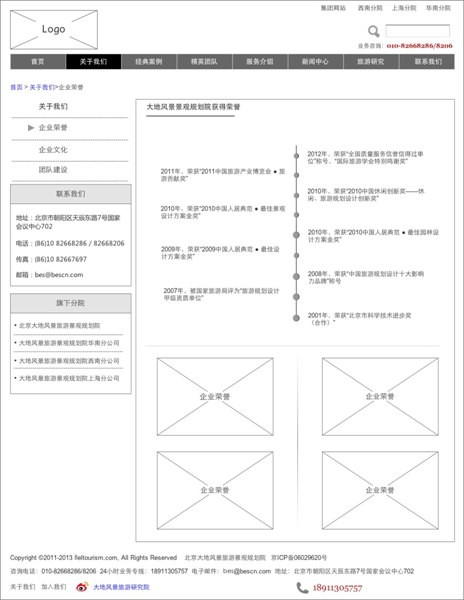 集团网站 西南分院 上海分院 华南分院
Logo
业务咨询：010-82668286/8206
首页 关于我们 经典案例 精英团队 服务介绍 新闻中心 旅游研究 联系我们
首页 > 关于我们>企业荣誉
关于我们
企业荣誉
企业文化
团队建设
联系我们
地址：北京市朝阳区天辰东路7号国家
会议中心702
电话：(86)10 82668286 / 82668206
传真：(86)10 82667697
邮箱：bes@bescn.com
旗下分院
• 北京大地风景旅游景观规划院
• 大地风景旅游景观规划院华南分公司
• 大地风景旅游景观规划院西南分公司
• 大地风景旅游景观规划院上海分公司
大地风景景观规划院获得荣誉
2012年，荣获“全国质量服务信誉信得过单
位”称号、“国际旅游学会特别鸣谢奖”
2011年，荣获“2011中国旅游产业博览会 ● 旅
游贡献奖”
2010年，荣获“2010中国休闲创新奖——休
闲、旅游规划设计创新奖”
2010年，荣获“2010中国人居典范 ● 最佳景观
设计方案金奖”
2010年，荣获“2010中国人居典范 ● 最佳园林设
计方案金奖”
2009年，荣获“2009中国人居典范 ● 最佳设
计方案金奖”
2008年，荣获“中国旅游规划设计十大影响
力品牌”称号
2007年，被国家旅游局评为“旅游规划设计
甲级资质单位”
2001年，荣获“北京市科学技术进步奖
（合作）”
企业荣誉 企业荣誉
企业荣誉 企业荣誉
Copyright ©2011-2013 fieltourism.com, All Rights Reserved 北京大地风景旅游景观规划院 京ICP备06029620号
咨询电话：010-82668286/8206 24小时业务专线：18911305757 电子邮件：bes@bescn.com 地址：北京市朝阳区天辰东路7号国家会议中心702
关于我们 加入我们 大地风景旅游研究院 18911305757